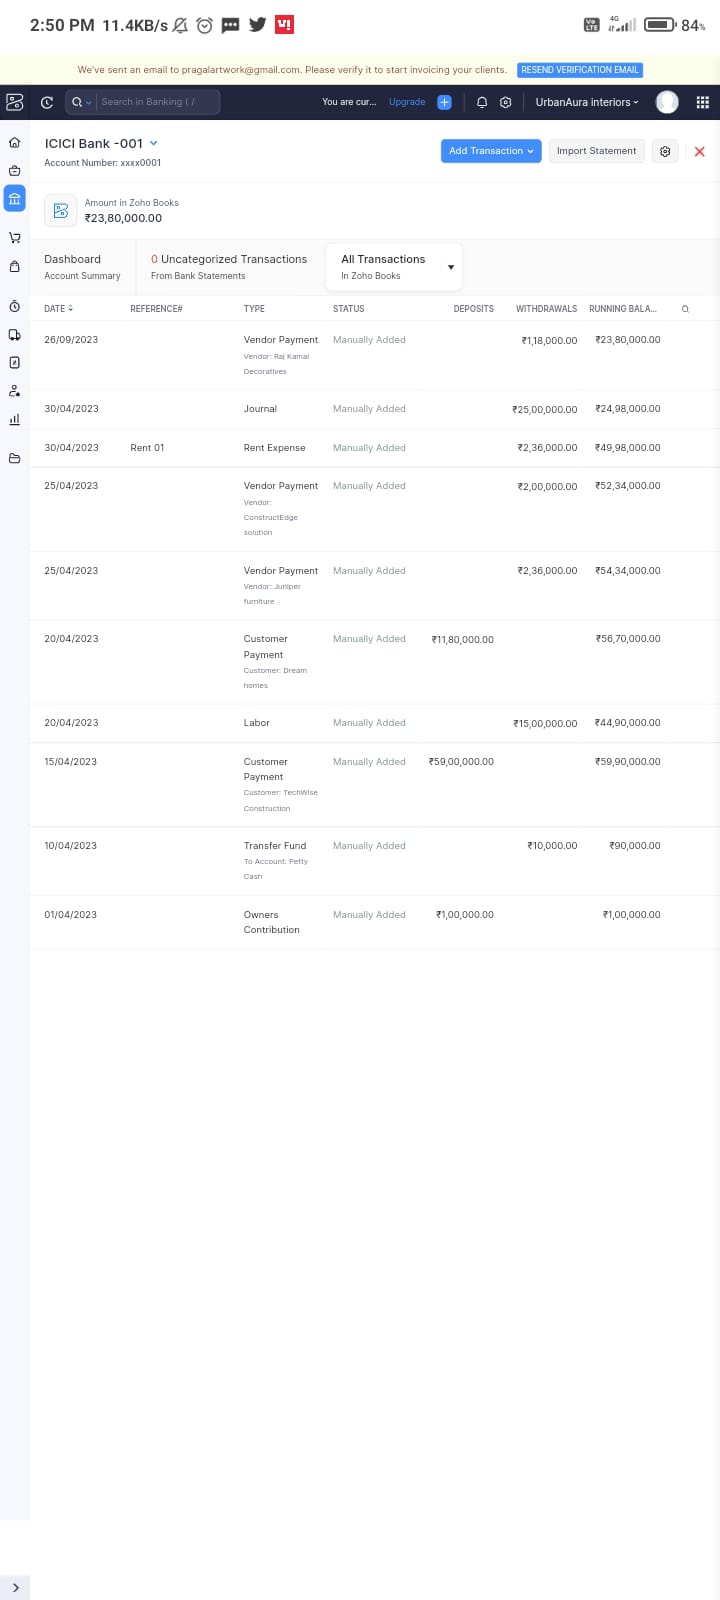 2:50 PM 11.4KB/s 4G 84%
We've sent an email to pragalartwork@gmail.com. Please verify it to start invoicing your clients. RESEND VERIFICATION EMAIL
Search in Banking ( / You are cur... Upgrade UrbanAura interiors
ICICI Bank -001
Account Number: xxxx0001
Add Transaction Import Statement
Amount in Zoho Books
₹23,80,000.00
Dashboard 0 Uncategorized Transactions All Transactions
Account Summary From Bank Statements In Zoho Books
DATE REFERENCE# TYPE STATUS DEPOSITS WITHDRAWALS RUNNING BALA...
26/09/2023 Vendor Payment Manually Added ₹1,18,000.00 ₹23,80,000.00
Vendor: Raj Kamal
Decoratives
30/04/2023 Journal Manually Added ₹25,00,000.00 ₹24,98,000.00
30/04/2023 Rent 01 Rent Expense Manually Added ₹2,36,000.00 ₹49,98,000.00
25/04/2023 Vendor Payment Manually Added ₹2,00,000.00 ₹52,34,000.00
Vendor:
ConstructEdge
solution
25/04/2023 Vendor Payment Manually Added ₹2,36,000.00 ₹54,34,000.00
Vendor: Juniper
furniture
20/04/2023 Customer Manually Added ₹11,80,000.00 ₹56,70,000.00
Payment
Customer: Dream
homes
20/04/2023 Labor Manually Added ₹15,00,000.00 ₹44,90,000.00
15/04/2023 Customer Manually Added ₹59,00,000.00 ₹59,90,000.00
Payment
Customer: TechWise
Construction
10/04/2023 Transfer Fund Manually Added ₹10,000.00 ₹90,000.00
To Account: Petty
Cash
01/04/2023 Owners Manually Added ₹1,00,000.00 ₹1,00,000.00
Contribution